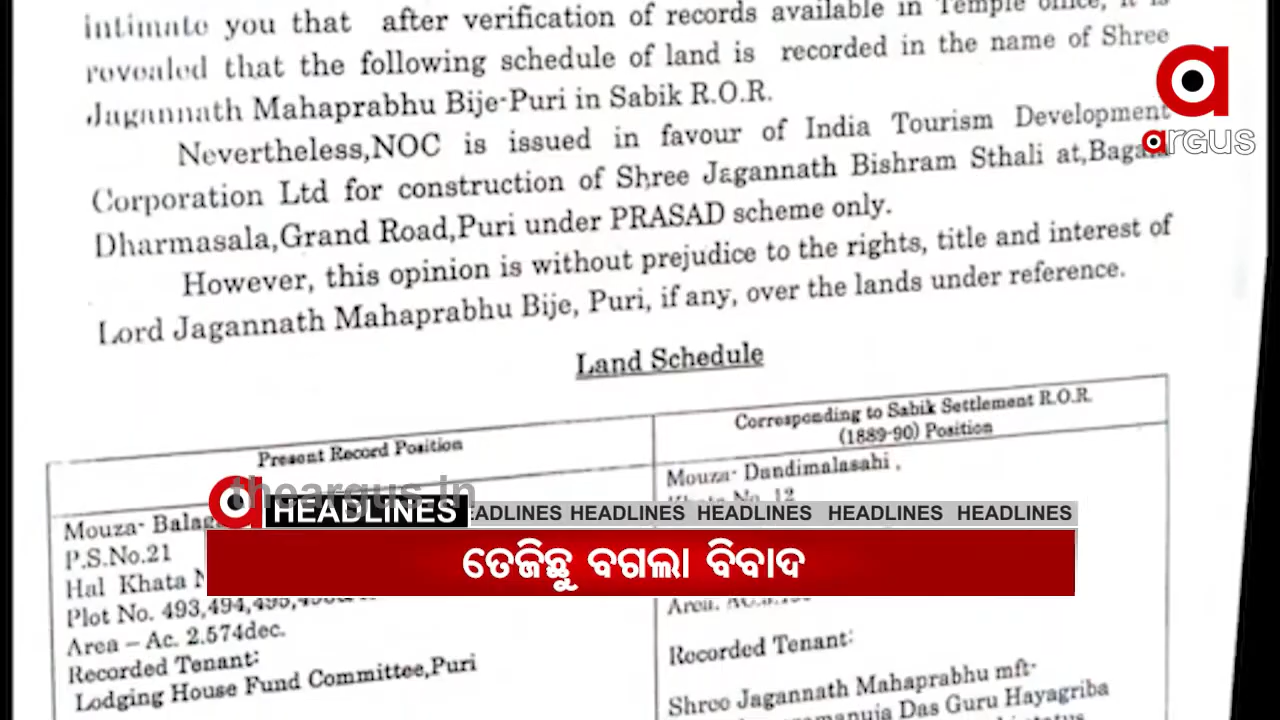 intimate you that after verification of records available in Temple office, it is
revealed that the following schedule of land is recorded in the name of Shree
Jagannath Mahaprabhu Bije-Puri in Sabik R.O.R.
Nevertheless,NOC is issued in favour of India Tourism Development
Corporation Ltd for construction of Shree Jagannath Bishram Sthali at,Bagala
Dharmasala,Grand Road,Puri under PRASAD scheme only.
However, this opinion is without prejudice to the rights, title and interest of
Lord Jagannath Mahaprabhu Bije, Puri, if any, over the lands under reference.
argus
Land Schedule
Present Record Position
Corresponding to Sabik Settlement R.O.R.
(1889-90) Position
Mouza- Dandimalasahi ,
Khata No. 12
Mouza-
P.S.No.21
Hal Khata
Plot No. 493,494,495,
Area – Ac. 2.574dec.
Recorded Tenant:
Lodging House Fund Committee,Puri
theargus.in
HEADLINES EADLINES HEADLINES HEADLINES HEADLINES HEADLINES
ତେଜିଛୁ ବଗଲା ବିବାଦ
Area.
Recorded Tenant:
Shree Jagannath Mahaprabhu mft-
Das Guru Hayagriba